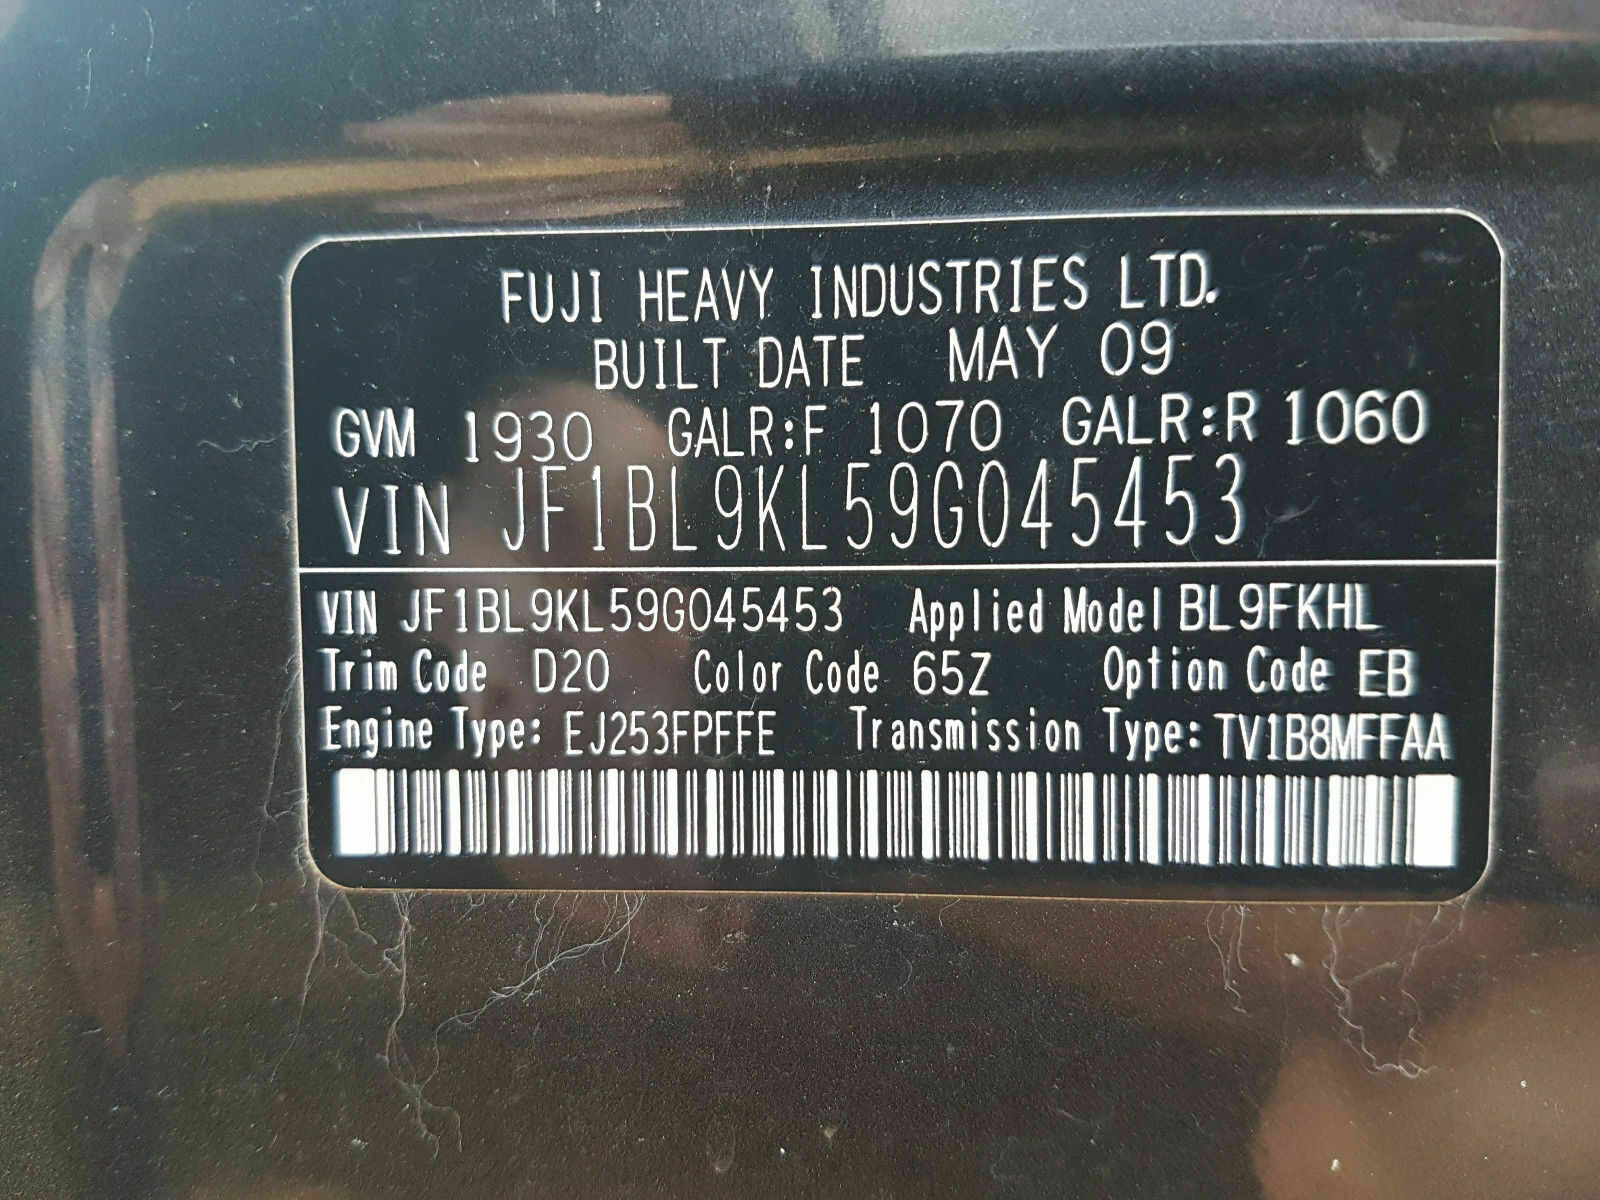 FUJI HEAVY INDUSTRIES LTD.
BUILT DATE MAY 09
GVM 1930 GALR:F 1070 GALR:R 1060
VIN JF1BL9KL59G045453
VIN JF1BL9KL59G045453 Applied Model BL9FKHL
Trim Code D20 Color Code 65Z Option Code EB
Engine Type: EJ253FPFFE Transmission Type: TV1B8MFFAA